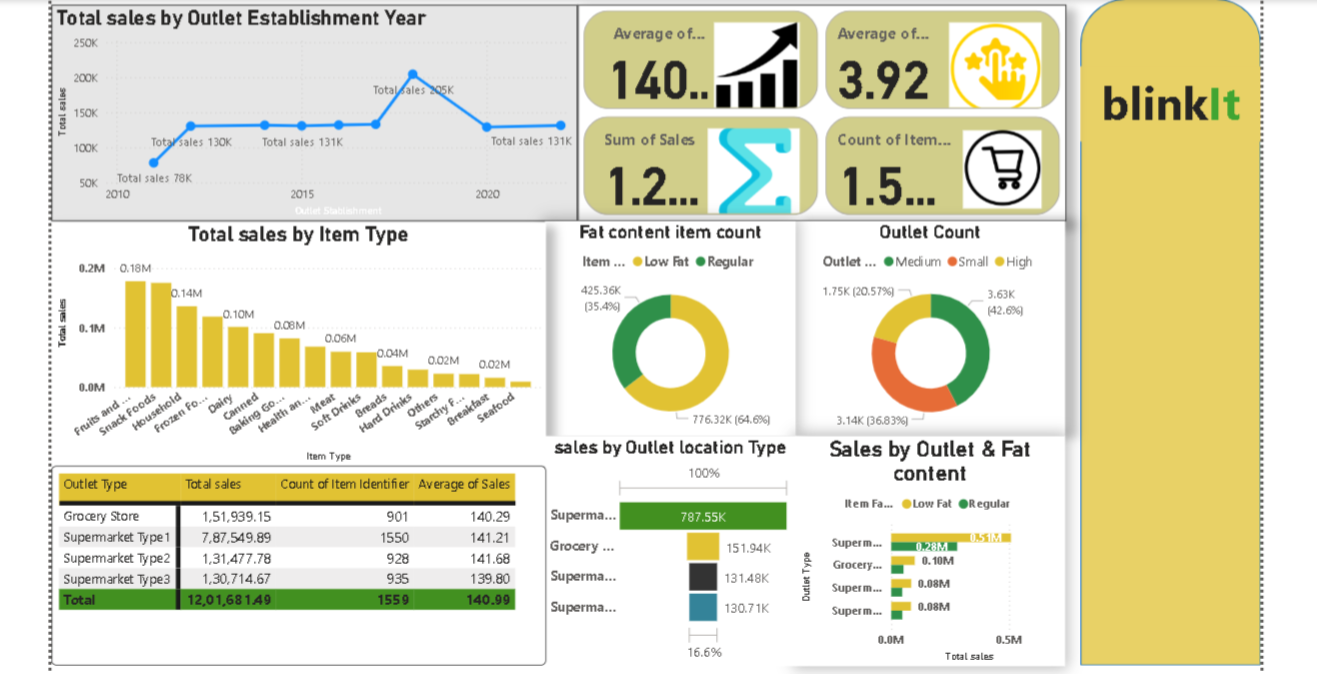 Total sales by Outlet Establishment Year
250K
200K
150K
100K
50K
Total sales
Total sales 78K
Total sales 130K
Total sales 131K
Total sales 205K
Total sales 131K
2010
2015
2020
Outlet Establishment
Average of...
140..
Average of...
3.92
Sum of Sales
1.2...
Count of Item...
1.5...
blinkIt
Total sales by Item Type
0.2M
0.1M
0.0M
Total sales
0.18M
0.14M
0.10M
0.08M
0.06M
0.04M
0.02M
0.02M
Fruits and ...
Snack Foods
Household
Frozen Fo...
Dairy
Canned
Baking Go...
Health an...
Meat
Soft Drinks
Breads
Hard Drinks
Others
Starchy F...
Breakfast
Seafood
Item Type
Fat content item count
Item ... Low Fat Regular
425.36K
(35.4%)
776.32K (64.6%)
Outlet Count
Outlet ... Medium Small High
1.75K (20.57%)
3.63K
(42.6%)
3.14K (36.83%)
Outlet Type Total sales Count of Item Identifier Average of Sales
Grocery Store 1,51,939.15 901 140.29
Supermarket Type1 7,87,549.89 1550 141.21
Supermarket Type2 1,31,477.78 928 141.68
Supermarket Type3 1,30,714.67 935 139.80
Total 12,01,681.49 1559 140.99
sales by Outlet location Type
100%
Superma... 787.55K
Grocery ... 151.94K
Superma... 131.48K
Superma... 130.71K
16.6%
Sales by Outlet & Fat
content
Item Fa... Low Fat Regular
Outlet Type
Superm... 0.51M
0.28M
Grocery... 0.10M
Superm... 0.08M
Superm... 0.08M
0.0M
0.5M
Total sales